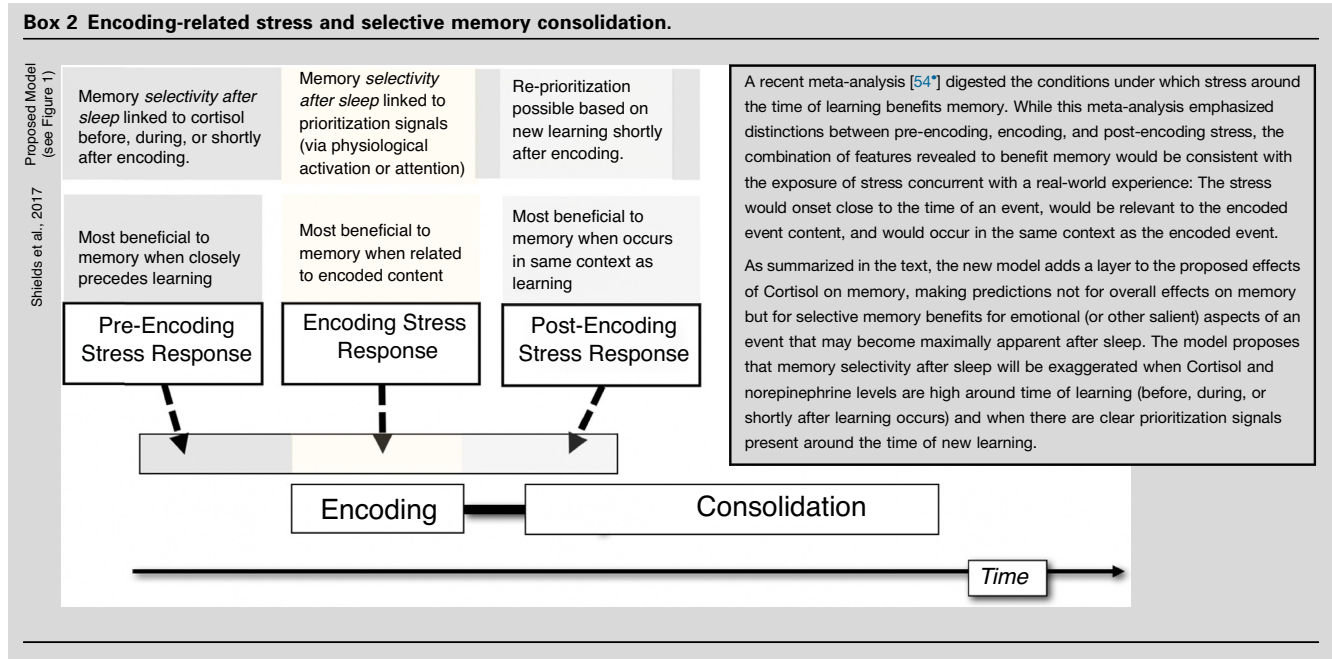 Box 2 Encoding-related stress and selective memory consolidation.
Proposed Model
(see Figure 1)
Memory selectivity after
sleep linked to cortisol
before, during, or shortly
after encoding.
Memory selectivity
after sleep linked to
prioritization signals
(via physiological
activation or attention)
Re-prioritization
possible based on
new learning shortly
after encoding.
Shields et al., 2017
Most beneficial to
memory when closely
precedes learning
Most beneficial to
memory when related
to encoded content
Most beneficial to
memory when occurs
in same context as
learning
Pre-Encoding
Stress Response
Encoding Stress
Response
Post-Encoding
Stress Response
Encoding
Consolidation
Time
A recent meta-analysis [54•] digested the conditions under which stress around
the time of learning benefits memory. While this meta-analysis emphasized
distinctions between pre-encoding, encoding, and post-encoding stress, the
combination of features revealed to benefit memory would be consistent with
the exposure of stress concurrent with a real-world experience: The stress
would onset close to the time of an event, would be relevant to the encoded
event content, and would occur in the same context as the encoded event.
As summarized in the text, the new model adds a layer to the proposed effects
of Cortisol on memory, making predictions not for overall effects on memory
but for selective memory benefits for emotional (or other salient) aspects of an
event that may become maximally apparent after sleep. The model proposes
that memory selectivity after sleep will be exaggerated when Cortisol and
norepinephrine levels are high around time of learning (before, during, or
shortly after learning occurs) and when there are clear prioritization signals
present around the time of new learning.